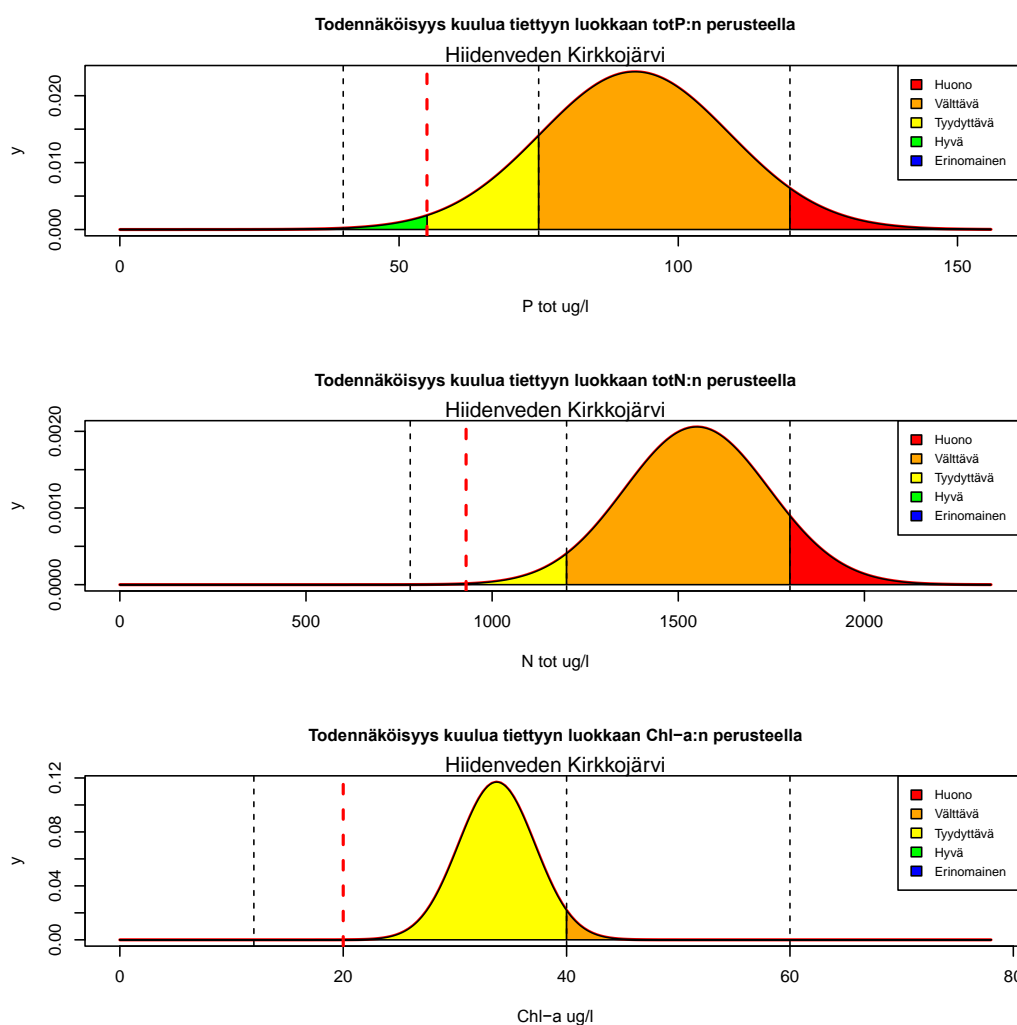 Todennäköisyys kuulua tiettyyn luokkaan totP:n perusteella
Hiidenveden Kirkkojärvi
Huono
Välttävä
Tyydyttävä
Hyvä
Erinomainen
y
0.000
0.010
0.020
0 50 100 150
P tot ug/l
Todennäköisyys kuulua tiettyyn luokkaan totN:n perusteella
Hiidenveden Kirkkojärvi
Huono
Välttävä
Tyydyttävä
Hyvä
Erinomainen
y
0.0000
0.0010
0.0020
0 500 1000 1500 2000
N tot ug/l
Todennäköisyys kuulua tiettyyn luokkaan Chl−a:n perusteella
Hiidenveden Kirkkojärvi
Huono
Välttävä
Tyydyttävä
Hyvä
Erinomainen
y
0.00
0.04
0.08
0.12
0 20 40 60 80
Chl−a ug/l